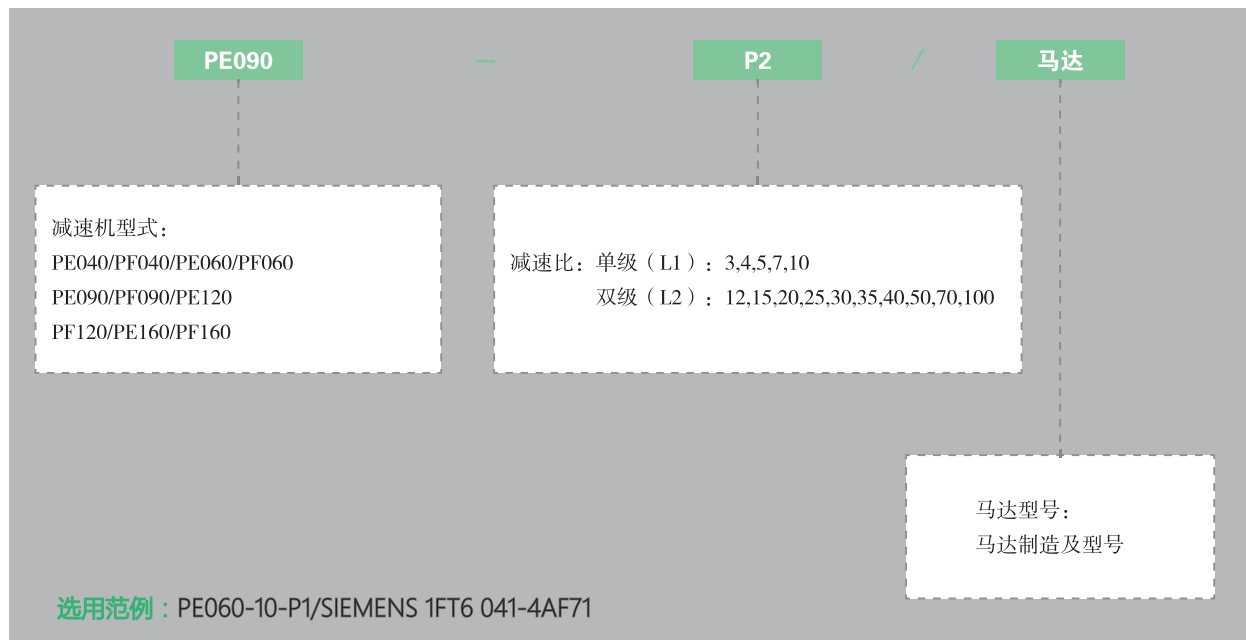 PE090 — P2 / 马达
减速机型式：
PE040/PF040/PE060/PF060
PE090/PF090/PE120
PF120/PE160/PF160
减速比：单级（L1）：3,4,5,7,10
双级（L2）：12,15,20,25,30,35,40,50,70,100
马达型号：
马达制造及型号
选用范例：PE060-10-P1/SIEMENS 1FT6 041-4AF71